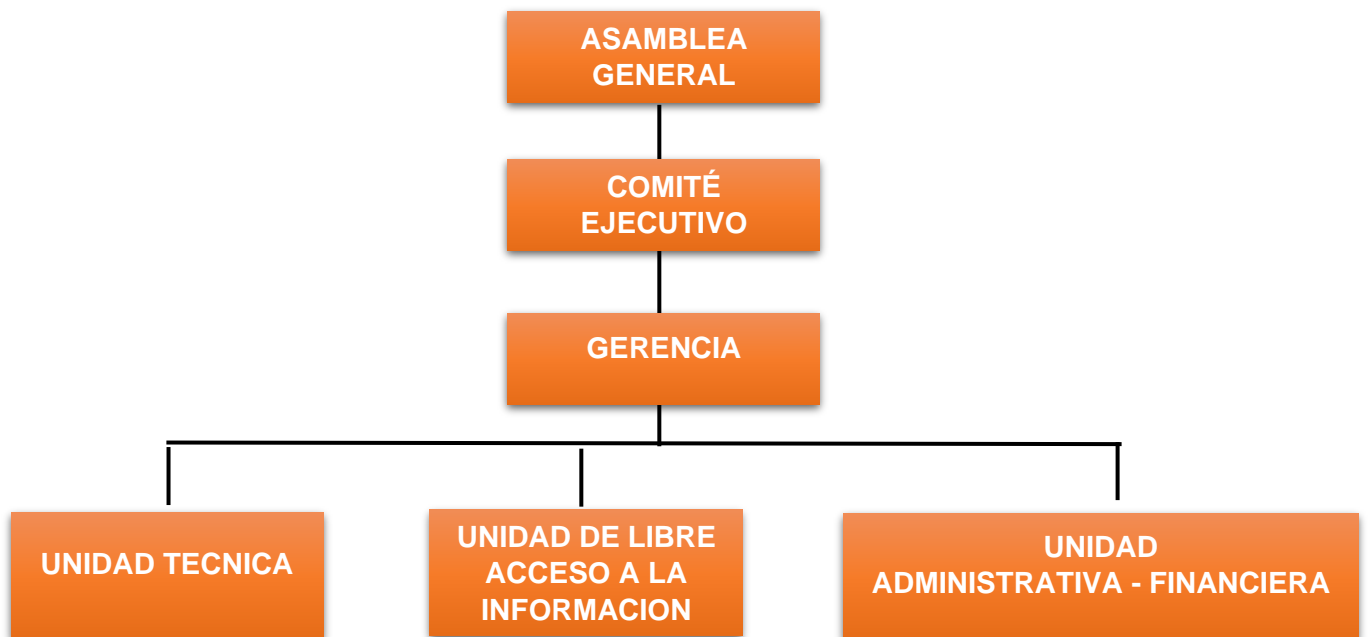 ASAMBLEA
GENERAL
COMITÉ
EJECUTIVO
GERENCIA
UNIDAD TECNICA
UNIDAD DE LIBRE
ACCESO A LA
INFORMACION
UNIDAD
ADMINISTRATIVA - FINANCIERA